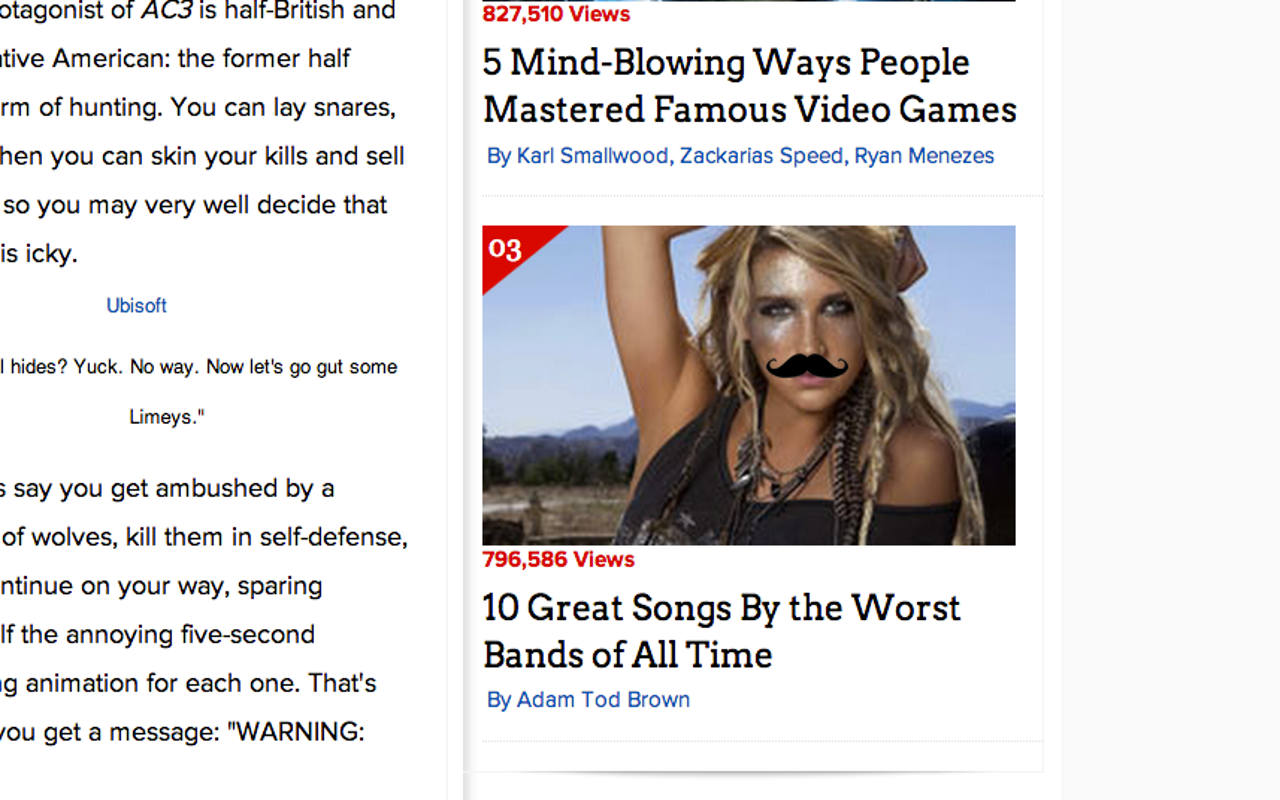 otagonist of AC3 is half-British and
ative American: the former half
rm of hunting. You can lay snares,
hen you can skin your kills and sell
so you may very well decide that
is icky.
Ubisoft
l hides? Yuck. No way. Now let's go gut some
Limeys."
s say you get ambushed by a
of wolves, kill them in self-defense,
ntinue on your way, sparing
lf the annoying five-second
ng animation for each one. That's
you get a message: "WARNING:
827,510 Views
5 Mind-Blowing Ways People
Mastered Famous Video Games
By Karl Smallwood, Zackarias Speed, Ryan Menezes
03
796,586 Views
10 Great Songs By the Worst
Bands of All Time
By Adam Tod Brown